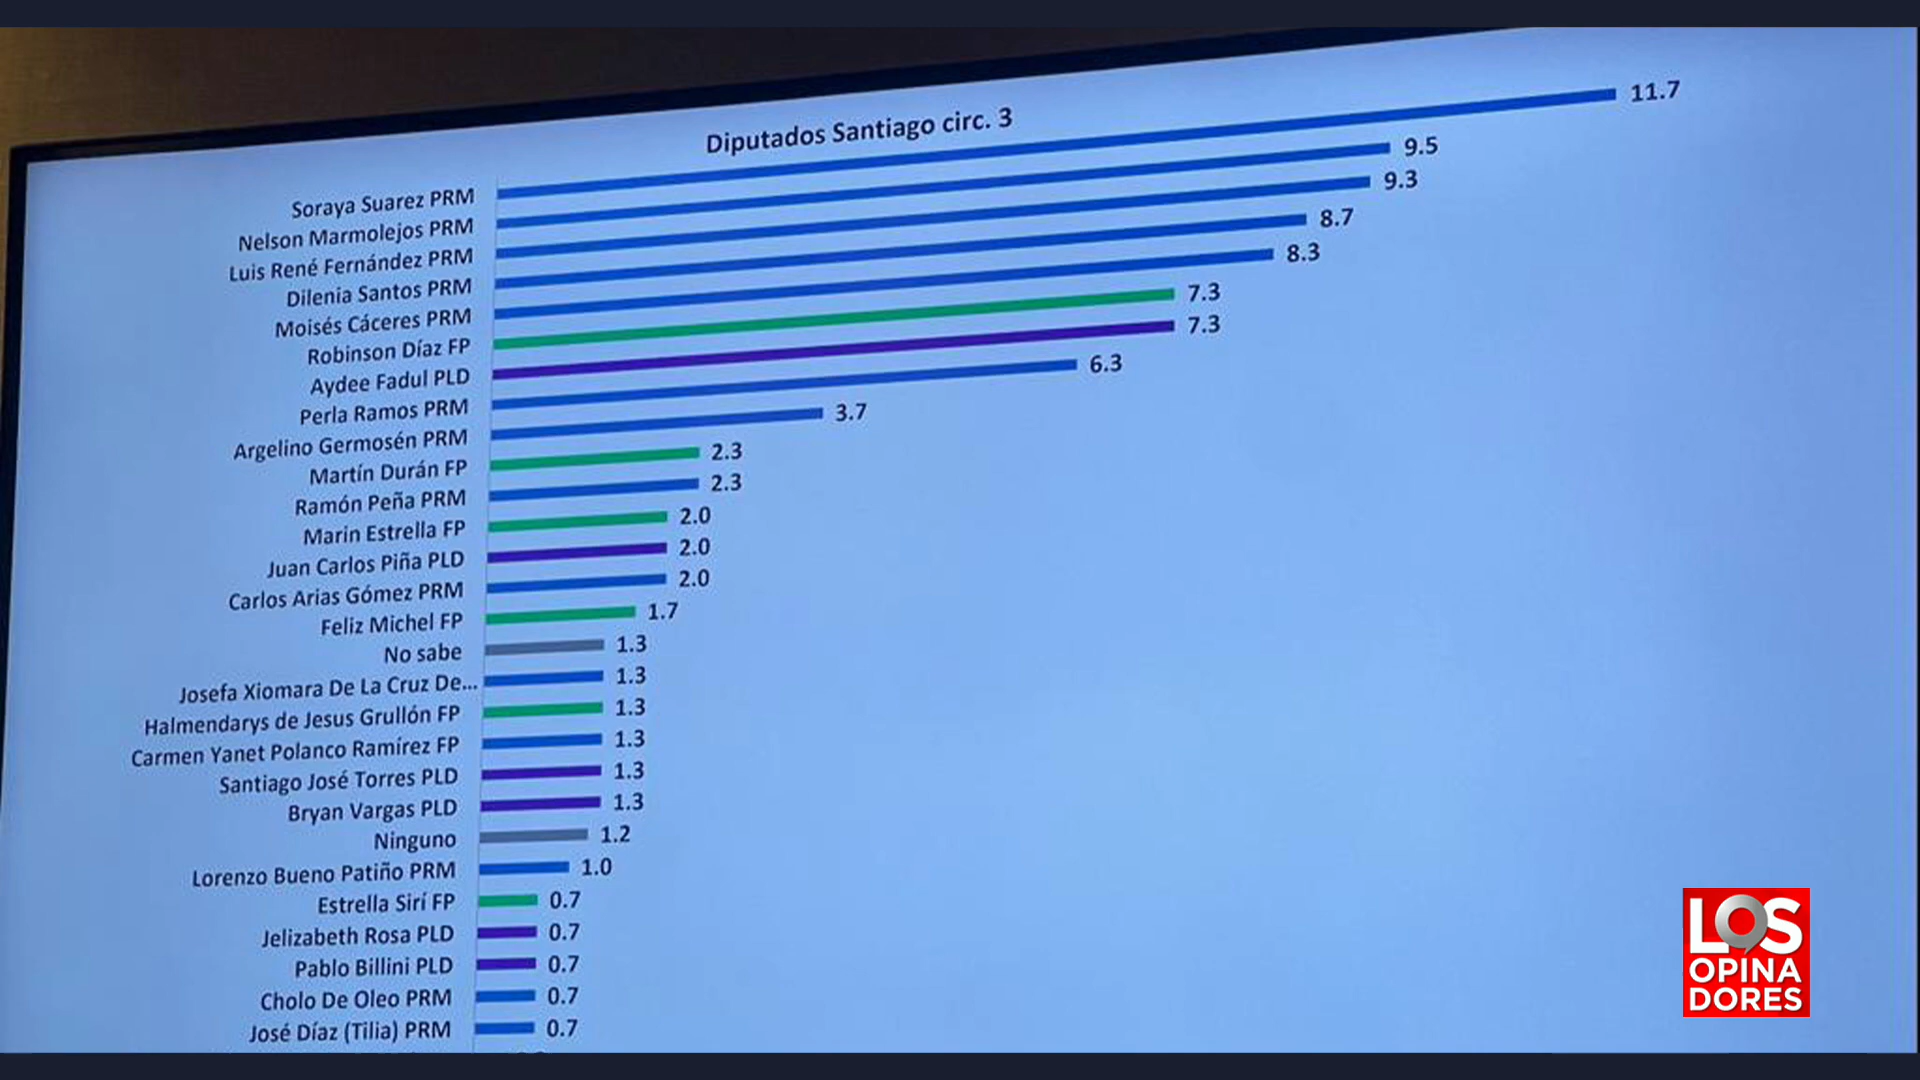 Diputados Santiago circ. 3
Soraya Suarez PRM 11.7
Nelson Marmolejos PRM 9.5
Luis René Fernández PRM 9.3
Dilenia Santos PRM 8.7
Moisés Cáceres PRM 8.3
Robinson Díaz FP 7.3
Aydee Fadul PLD 7.3
Perla Ramos PRM 6.3
Argelino Germosén PRM 3.7
Martín Durán FP 2.3
Ramón Peña PRM 2.3
Marin Estrella FP 2.0
Juan Carlos Piña PLD 2.0
Carlos Arias Gómez PRM 2.0
Feliz Michel FP 1.7
No sabe 1.3
Josefa Xiomara De La Cruz De... 1.3
Halmendarys de Jesus Grullón FP 1.3
Carmen Yanet Polanco Ramírez FP 1.3
Santiago José Torres PLD 1.3
Bryan Vargas PLD 1.3
Ninguno 1.2
Lorenzo Bueno Patiño PRM 1.0
Estrella Sirí FP 0.7
Jelizabeth Rosa PLD 0.7
Pablo Billini PLD 0.7
Cholo De Oleo PRM 0.7
José Díaz (Tilia) PRM 0.7
LOS
OPINA
DORES